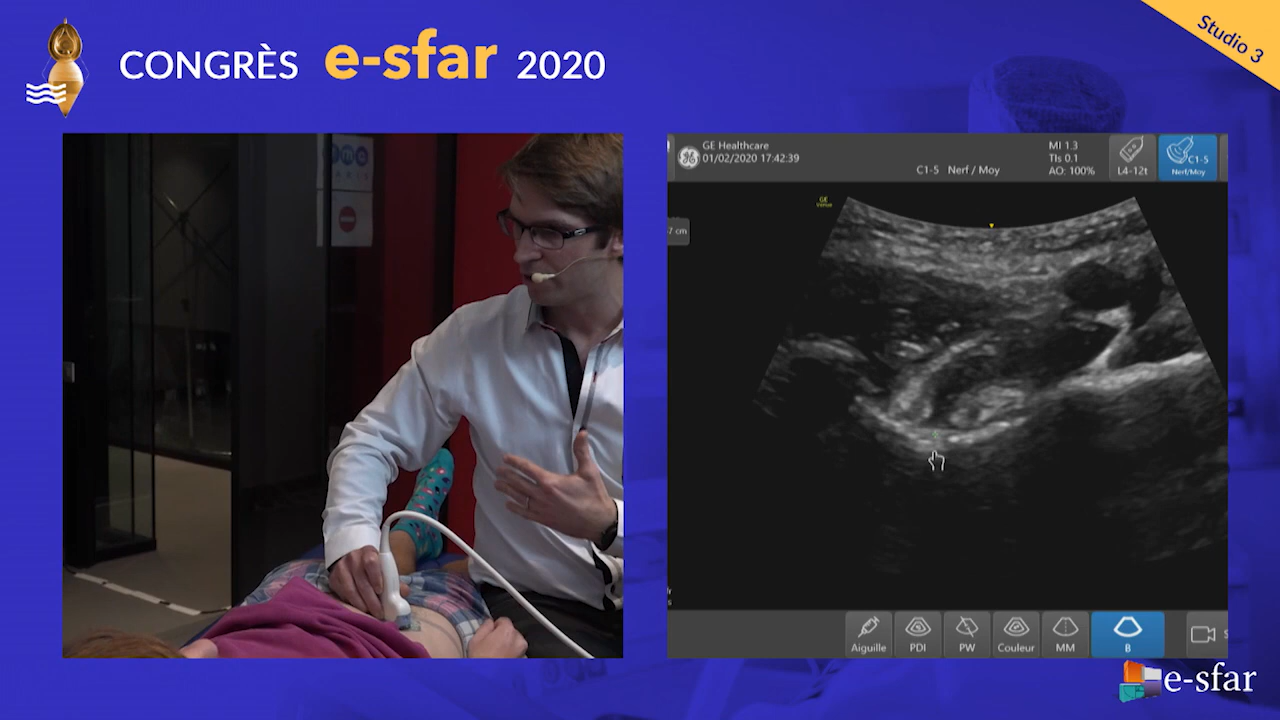 CONGRÈS e-sfar 2020
Studio 3
GE Healthcare
01/02/2020 17:42:39
C1-5 Nerf / Moy
MI 1.3
TIs 0.1
AO: 100%
L4-12t
C1-5
Nerf/Moy
GE
7 cm
Aiguille
PDI
PW
Couleur
MM
B
e-sfar